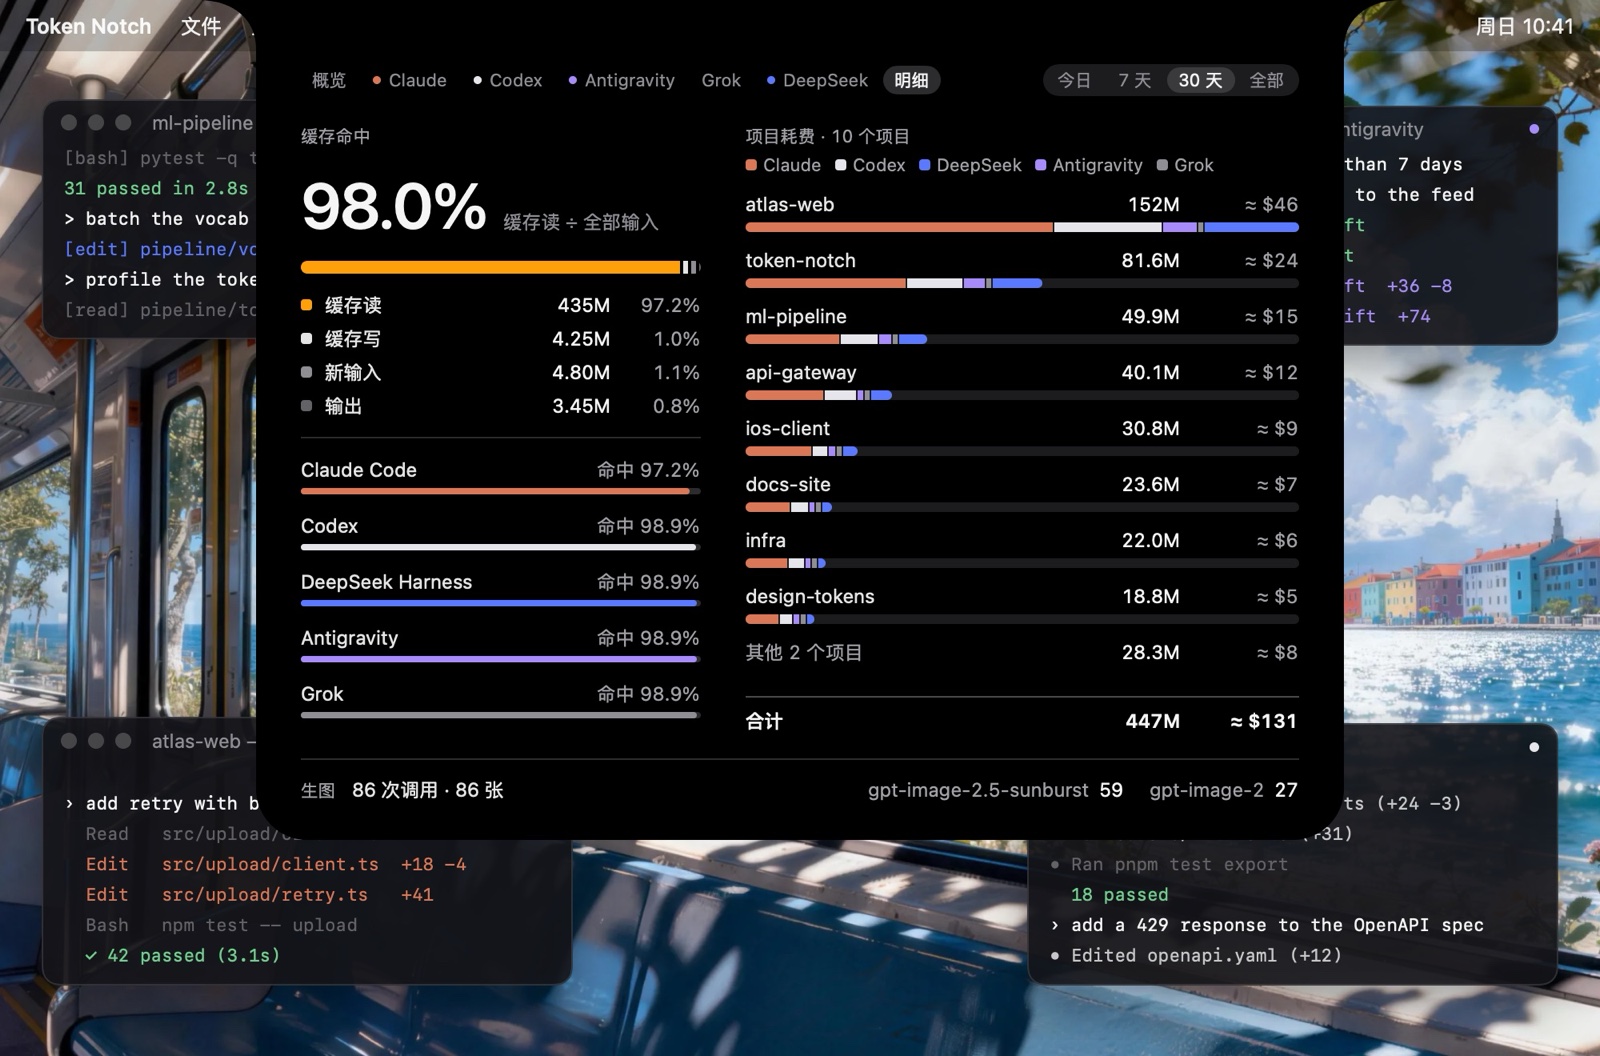 Token Notch 文件
周日 10:41
概览 Claude Codex Antigravity Grok DeepSeek 明细
今日 7 天 30 天 全部
缓存命中
98.0% 缓存读 ÷ 全部输入
缓存读 435M 97.2%
缓存写 4.25M 1.0%
新输入 4.80M 1.1%
输出 3.45M 0.8%
Claude Code 命中 97.2%
Codex 命中 98.9%
DeepSeek Harness 命中 98.9%
Antigravity 命中 98.9%
Grok 命中 98.9%
项目耗费 · 10 个项目
Claude Codex DeepSeek Antigravity Grok
atlas-web 152M ≈ $46
token-notch 81.6M ≈ $24
ml-pipeline 49.9M ≈ $15
api-gateway 40.1M ≈ $12
ios-client 30.8M ≈ $9
docs-site 23.6M ≈ $7
infra 22.0M ≈ $6
design-tokens 18.8M ≈ $5
其他 2 个项目 28.3M ≈ $8
合计 447M ≈ $131
生图 86 次调用 · 86 张
gpt-image-2.5-sunburst 59 gpt-image-2 27
ml-pipeline
[bash] pytest -q
31 passed in 2.8s
> batch the vocab
[edit] pipeline/
> profile the
[read] pipeline/
ntigravity
than 7 days
to the feed
ft
t
ft +36 −8
ift +74
atlas-web —
› add retry with
Read src/upload/
Edit src/upload/client.ts +18 −4
Edit src/upload/retry.ts +41
Bash npm test —— upload
✓ 42 passed (3.1s)
ts (+24 −3)
+31)
• Ran pnpm test export
18 passed
› add a 429 response to the OpenAPI spec
• Edited openapi.yaml (+12)